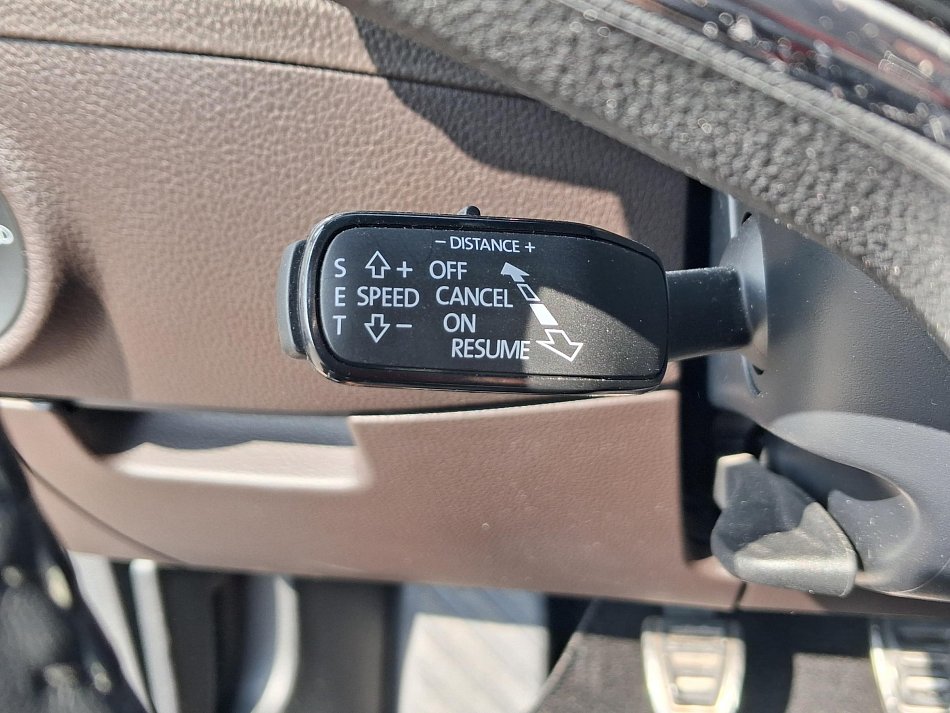 – DISTANCE +
S + OFF
E SPEED CANCEL
T – ON
RESUME